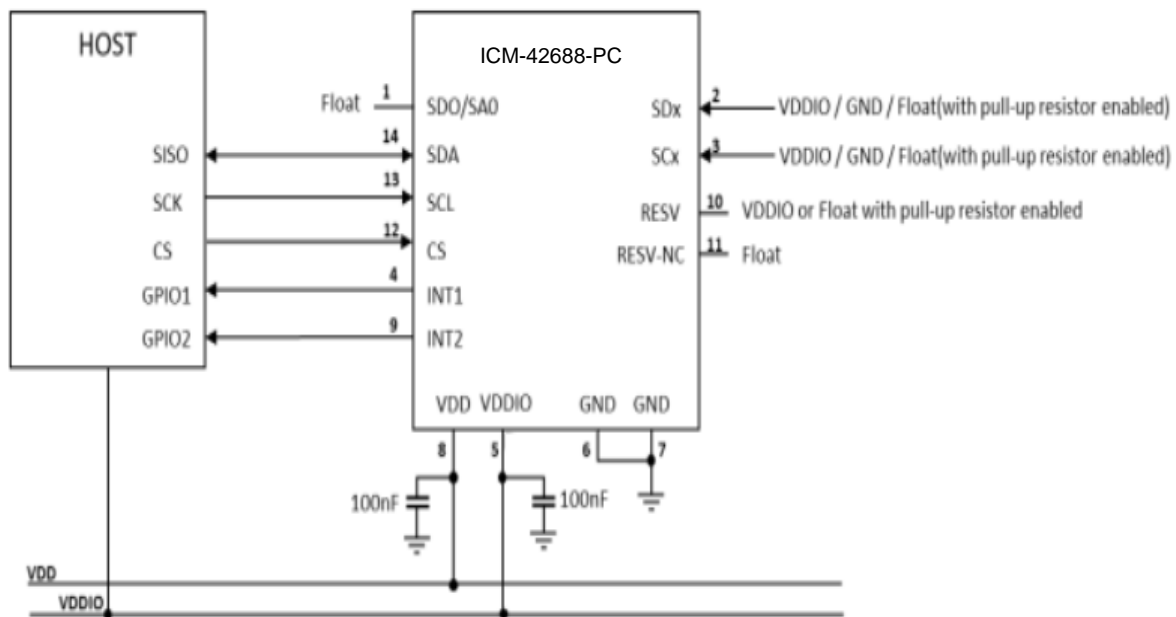 HOST
SISO
SCK
CS
GPIO1
GPIO2
ICM-42688-PC
Float 1 SDO/SA0
14 SDA
13 SCL
12 CS
4 INT1
9 INT2
SDx 2 VDDIO / GND / Float(with pull-up resistor enabled)
SCx 3 VDDIO / GND / Float(with pull-up resistor enabled)
RESV 10 VDDIO or Float with pull-up resistor enabled
RESV-NC 11 Float
VDD VDDIO GND GND
8 5 6 7
100nF 100nF
VDD
VDDIO